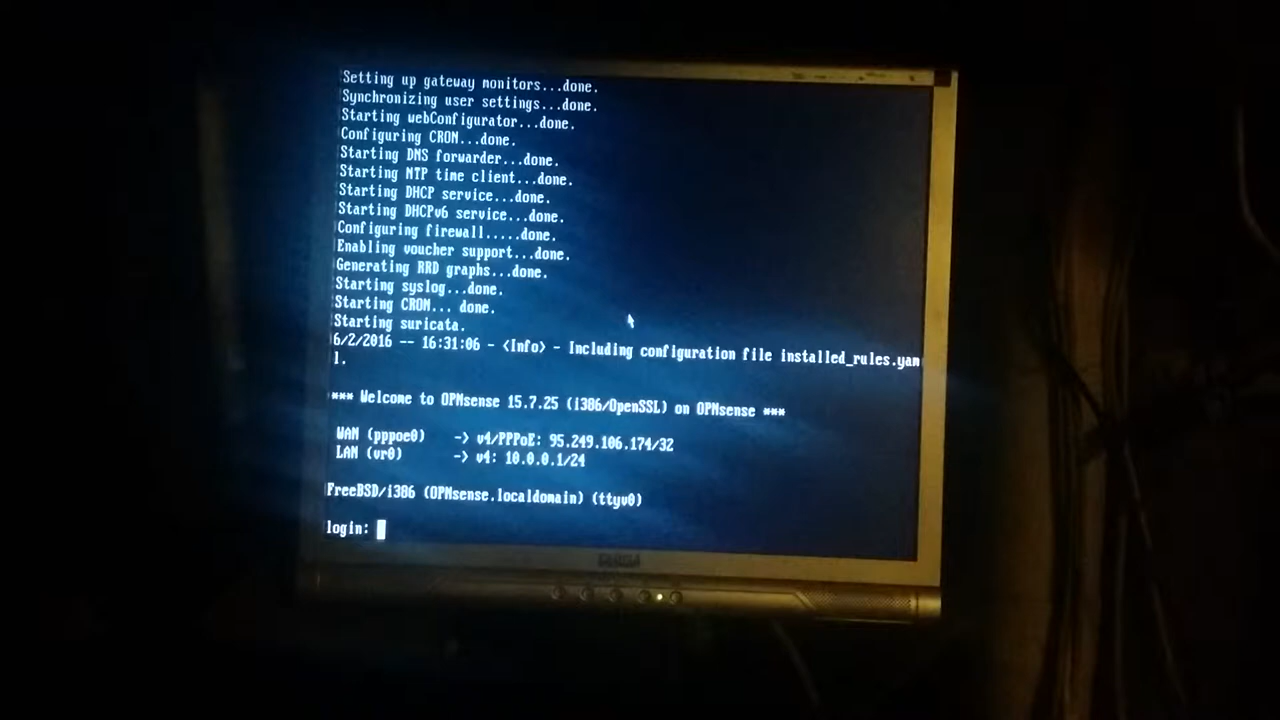 Setting up gateway monitors...done.
Synchronizing user settings...done.
Starting webConfigurator...done.
Configuring CRON...done.
Starting DNS forwarder...done.
Starting NTP time client...done.
Starting DHCP service...done.
Starting DHCPv6 service...done.
Configuring firewall.....done.
Enabling voucher support...done.
Generating RRD graphs...done.
Starting syslog...done.
Starting CRON... done.
Starting suricata.
6/2/2016 -- 16:31:06 - <Info> - Including configuration file installed_rules.yam
l.
*** Welcome to OPNsense 15.7.25 (i386/OpenSSL) on OPNsense ***
WAN (pppoe0) -> v4/PPPoE: 95.249.106.174/32
LAN (vr0) -> v4: 10.0.0.1/24
FreeBSD/i386 (OPNsense.localdomain) (ttyv0)
login: